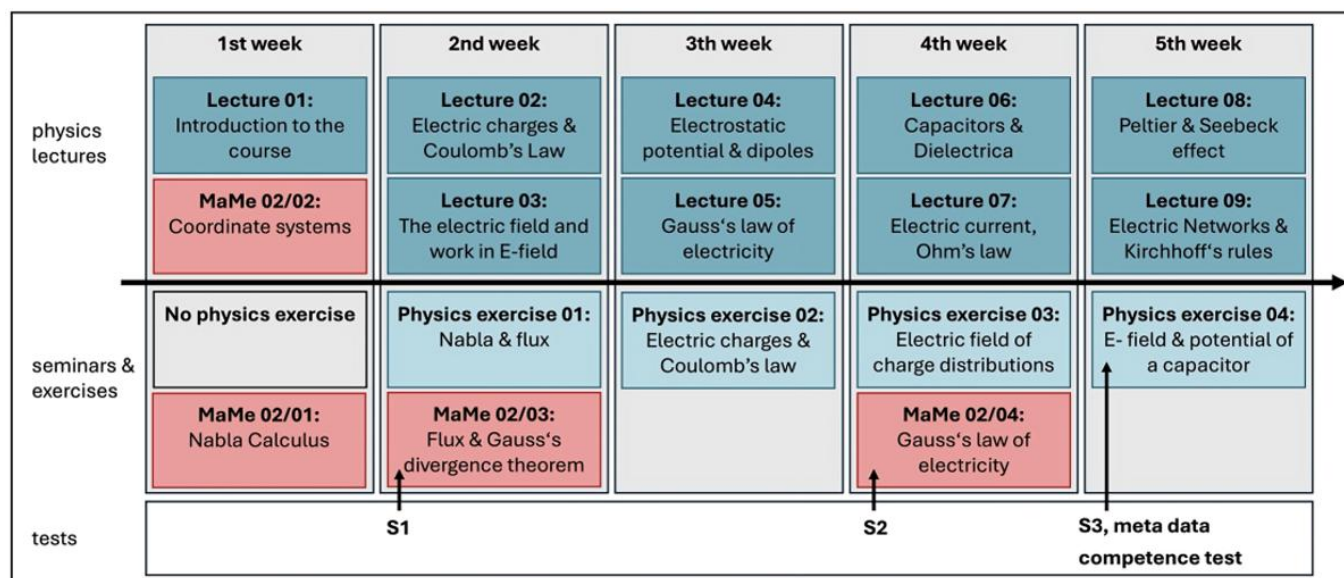 1st week
2nd week
3th week
4th week
5th week
physics
lectures
Lecture 01:
Introduction to the
course
Lecture 02:
Electric charges &
Coulomb's Law
Lecture 04:
Electrostatic
potential & dipoles
Lecture 06:
Capacitors &
Dielectrica
Lecture 08:
Peltier & Seebeck
effect
MaMe 02/02:
Coordinate systems
Lecture 03:
The electric field and
work in E-field
Lecture 05:
Gauss‘s law of
electricity
Lecture 07:
Electric current,
Ohm’s law
Lecture 09:
Electric Networks &
Kirchhoff‘s rules
seminars &
exercises
No physics exercise
Physics exercise 01:
Nabla & flux
Physics exercise 02:
Electric charges &
Coulomb’s law
Physics exercise 03:
Electric field of
charge distributions
Physics exercise 04:
E- field & potential of
a capacitor
MaMe 02/01:
Nabla Calculus
MaMe 02/03:
Flux & Gauss‘s
divergence theorem
MaMe 02/04:
Gauss‘s law of
electricity
tests
S1
S2
S3, meta data
competence test